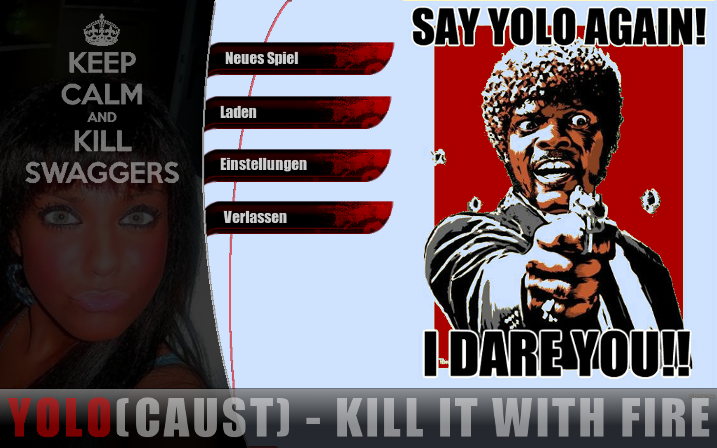 KEEP
CALM
AND
KILL
SWAGGERS
Neues Spiel
Laden
Einstellungen
Verlassen
SAY YOLO AGAIN!
I DARE YOU!!
YOLO(CAUST) - KILL IT WITH FIRE